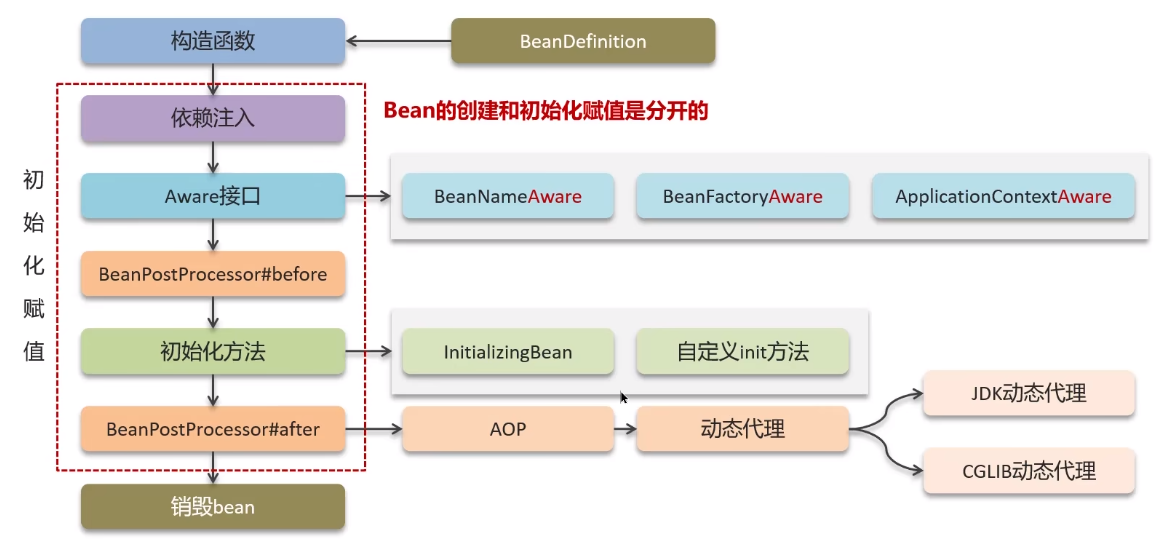 构造函数
BeanDefinition
Bean的创建和初始化赋值是分开的
初始化赋值
依赖注入
Aware接口
BeanNameAware
BeanFactoryAware
ApplicationContextAware
BeanPostProcessor#before
初始化方法
InitializingBean
自定义init方法
BeanPostProcessor#after
AOP
动态代理
JDK动态代理
CGLIB动态代理
销毁bean